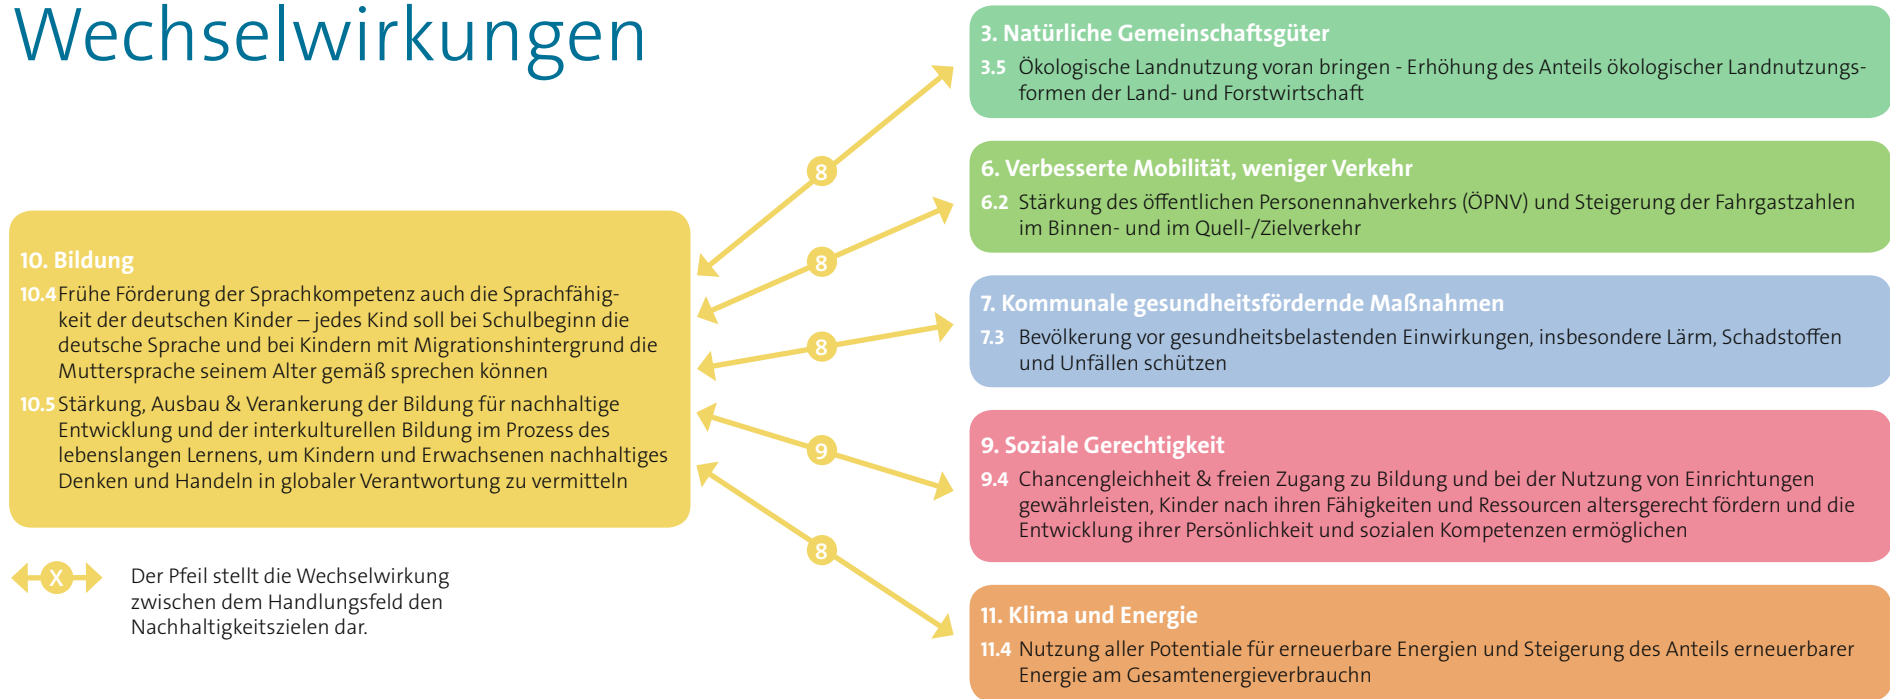 Wechselwirkungen
10. Bildung
10.4 Frühe Förderung der Sprachkompetenz auch die Sprachfähig-
keit der deutschen Kinder – jedes Kind soll bei Schulbeginn die
deutsche Sprache und bei Kindern mit Migrationshintergrund die
Muttersprache seinem Alter gemäß sprechen können
10.5 Stärkung, Ausbau & Verankerung der Bildung für nachhaltige
Entwicklung und der interkulturellen Bildung im Prozess des
lebenslangen Lernens, um Kindern und Erwachsenen nachhaltiges
Denken und Handeln in globaler Verantwortung zu vermitteln
X
Der Pfeil stellt die Wechselwirkung
zwischen dem Handlungsfeld den
Nachhaltigkeitszielen dar.
8
8
8
9
8
3. Natürliche Gemeinschaftsgüter
3.5 Ökologische Landnutzung voran bringen - Erhöhung des Anteils ökologischer Landnutzungs-
formen der Land- und Forstwirtschaft
6. Verbesserte Mobilität, weniger Verkehr
6.2 Stärkung des öffentlichen Personennahverkehrs (ÖPNV) und Steigerung der Fahrgastzahlen
im Binnen- und im Quell-/Zielverkehr
7. Kommunale gesundheitsfördernde Maßnahmen
7.3 Bevölkerung vor gesundheitsbelastenden Einwirkungen, insbesondere Lärm, Schadstoffen
und Unfällen schützen
9. Soziale Gerechtigkeit
9.4 Chancengleichheit & freien Zugang zu Bildung und bei der Nutzung von Einrichtungen
gewährleisten, Kinder nach ihren Fähigkeiten und Ressourcen altersgerecht fördern und die
Entwicklung ihrer Persönlichkeit und sozialen Kompetenzen ermöglichen
11. Klima und Energie
11.4 Nutzung aller Potentiale für erneuerbare Energien und Steigerung des Anteils erneuerbarer
Energie am Gesamtenergieverbrauchn